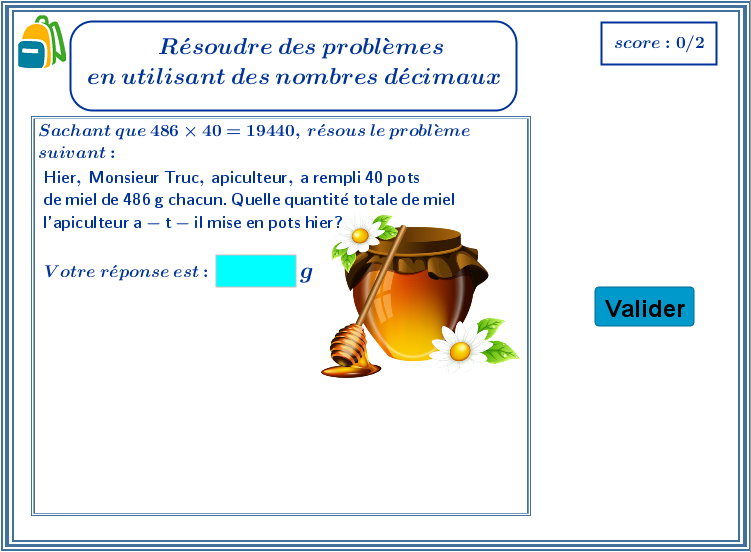 Résoudre des problèmes
en utilisant des nombres décimaux
score : 0/2
Sachant que 486 × 40 = 19440, résous le problème
suivant :
Hier, Monsieur Truc, apiculteur, a rempli 40 pots
de miel de 486 g chacun. Quelle quantité totale de miel
l'apiculteur a − t − il mise en pots hier?
Votre réponse est : g
Valider